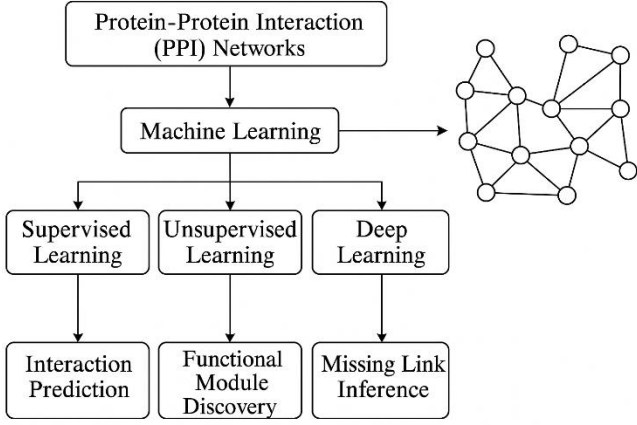 Protein-Protein Interaction
(PPI) Networks
Machine Learning
Supervised
Learning
Unsupervised
Learning
Deep
Learning
Interaction
Prediction
Functional
Module
Discovery
Missing Link
Inference